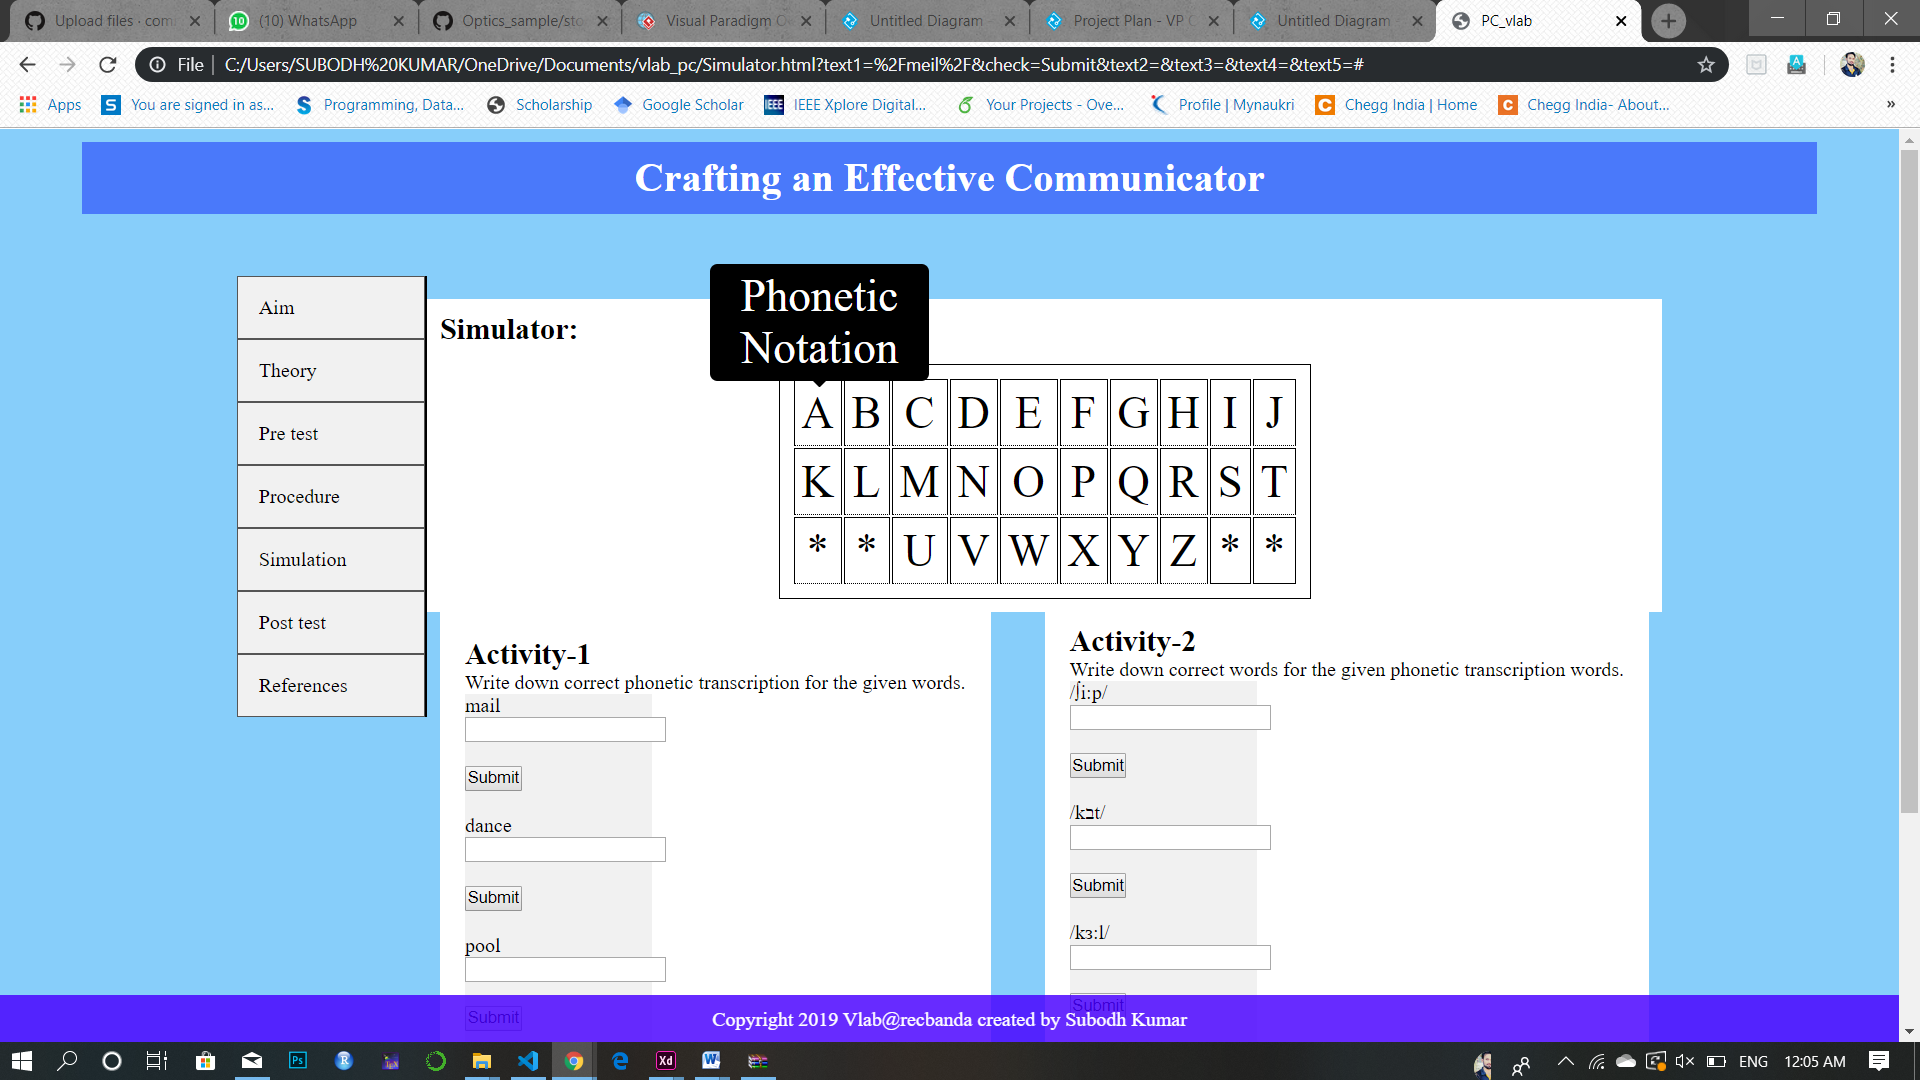 Upload files · com
(10) WhatsApp
Optics_sample/sto
Visual Paradigm O
Untitled Diagram
Project Plan - VP C
Untitled Diagram
PC_vlab
File | C:/Users/SUBODH%20KUMAR/OneDrive/Documents/vlab_pc/Simulator.html?text1=%2Fmeil%2F&check=Submit&text2=&text3=&text4=&text5=#
Apps
You are signed in as...
Programming, Data...
Scholarship
Google Scholar
IEEE Xplore Digital...
Your Projects - Ove...
Profile | Mynaukri
Chegg India | Home
Chegg India- About...
»
Crafting an Effective Communicator
Aim
Theory
Pre test
Procedure
Simulation
Post test
References
Simulator:
Phonetic
Notation
A B C D E F G H I J
K L M N O P Q R S T
* * U V W X Y Z * *
Activity-1
Write down correct phonetic transcription for the given words.
mail
Submit
dance
Submit
pool
Submit
Activity-2
Write down correct words for the given phonetic transcription words.
/ʃi:p/
Submit
/kבt/
Submit
/kɜ:l/
Submit
Copyright 2019 Vlab@recbanda created by Subodh Kumar
ENG
12:05 AM